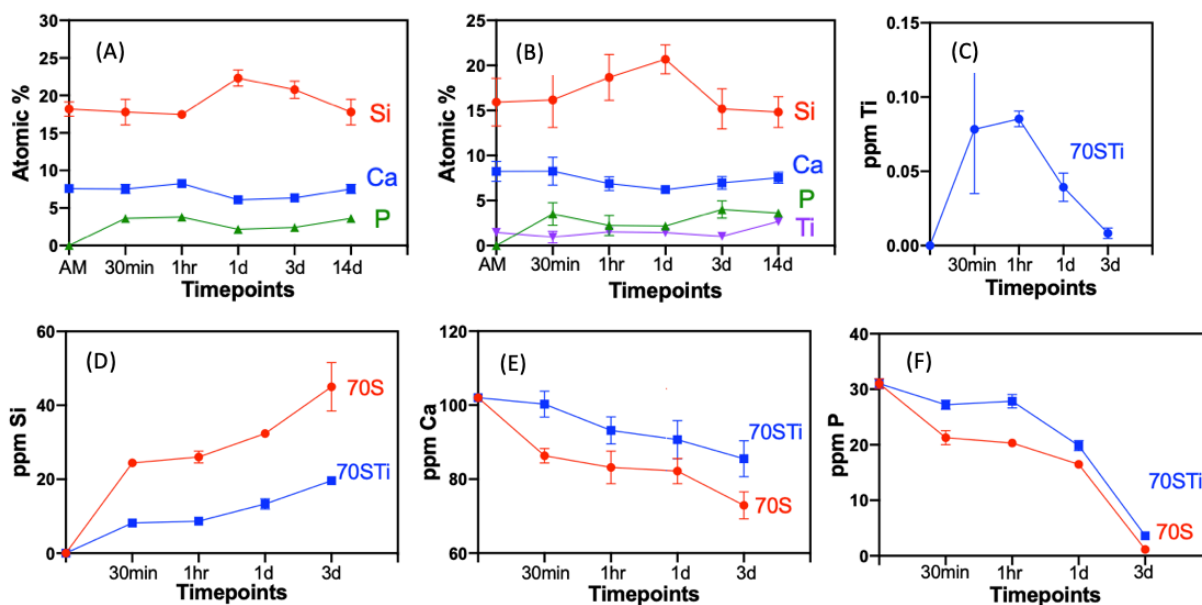 (A)
Atomic %
30
25
20
15
10
5
0
Si
Ca
P
AM 30min 1hr 1d 3d 14d
Timepoints
(B)
Atomic %
25
20
15
10
5
0
Si
Ca
P
Ti
AM 30min 1hr 1d 3d 14d
Timepoints
(C)
ppm Ti
0.15
0.10
0.05
0.00
70STi
30min 1hr 1d 3d
Timepoints
(D)
ppm Si
60
40
20
0
70S
70STi
30min 1hr 1d 3d
Timepoints
(E)
ppm Ca
120
100
80
60
70STi
70S
30min 1hr 1d 3d
Timepoints
(F)
ppm P
40
30
20
10
0
70STi
70S
30min 1hr 1d 3d
Timepoints